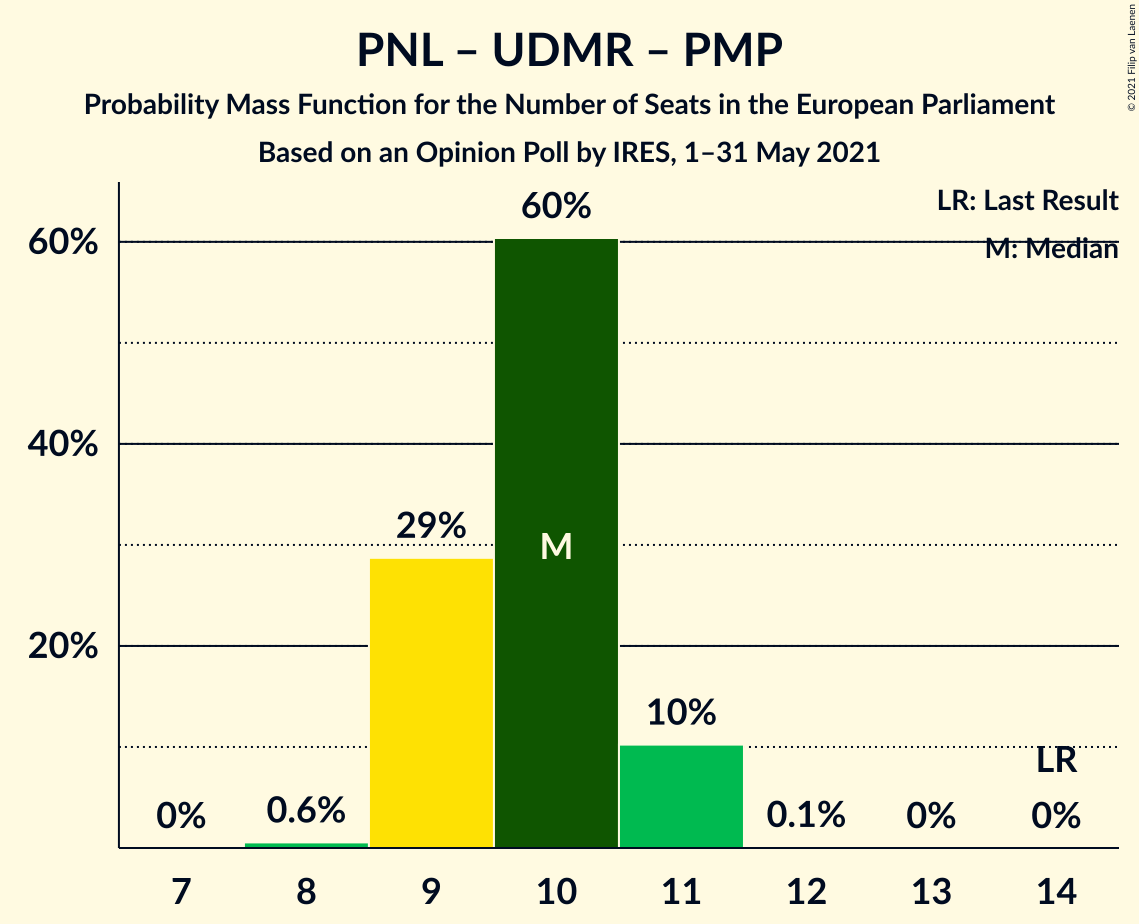 PNL – UDMR – PMP
Probability Mass Function for the Number of Seats in the European Parliament
Based on an Opinion Poll by IRES, 1–31 May 2021
© 2021 Filip van Laenen
LR: Last Result
M: Median
60%
40%
20%
0%
0.6%
29%
60%
M
10%
0.1%
0%
LR
0%
7
8
9
10
11
12
13
14